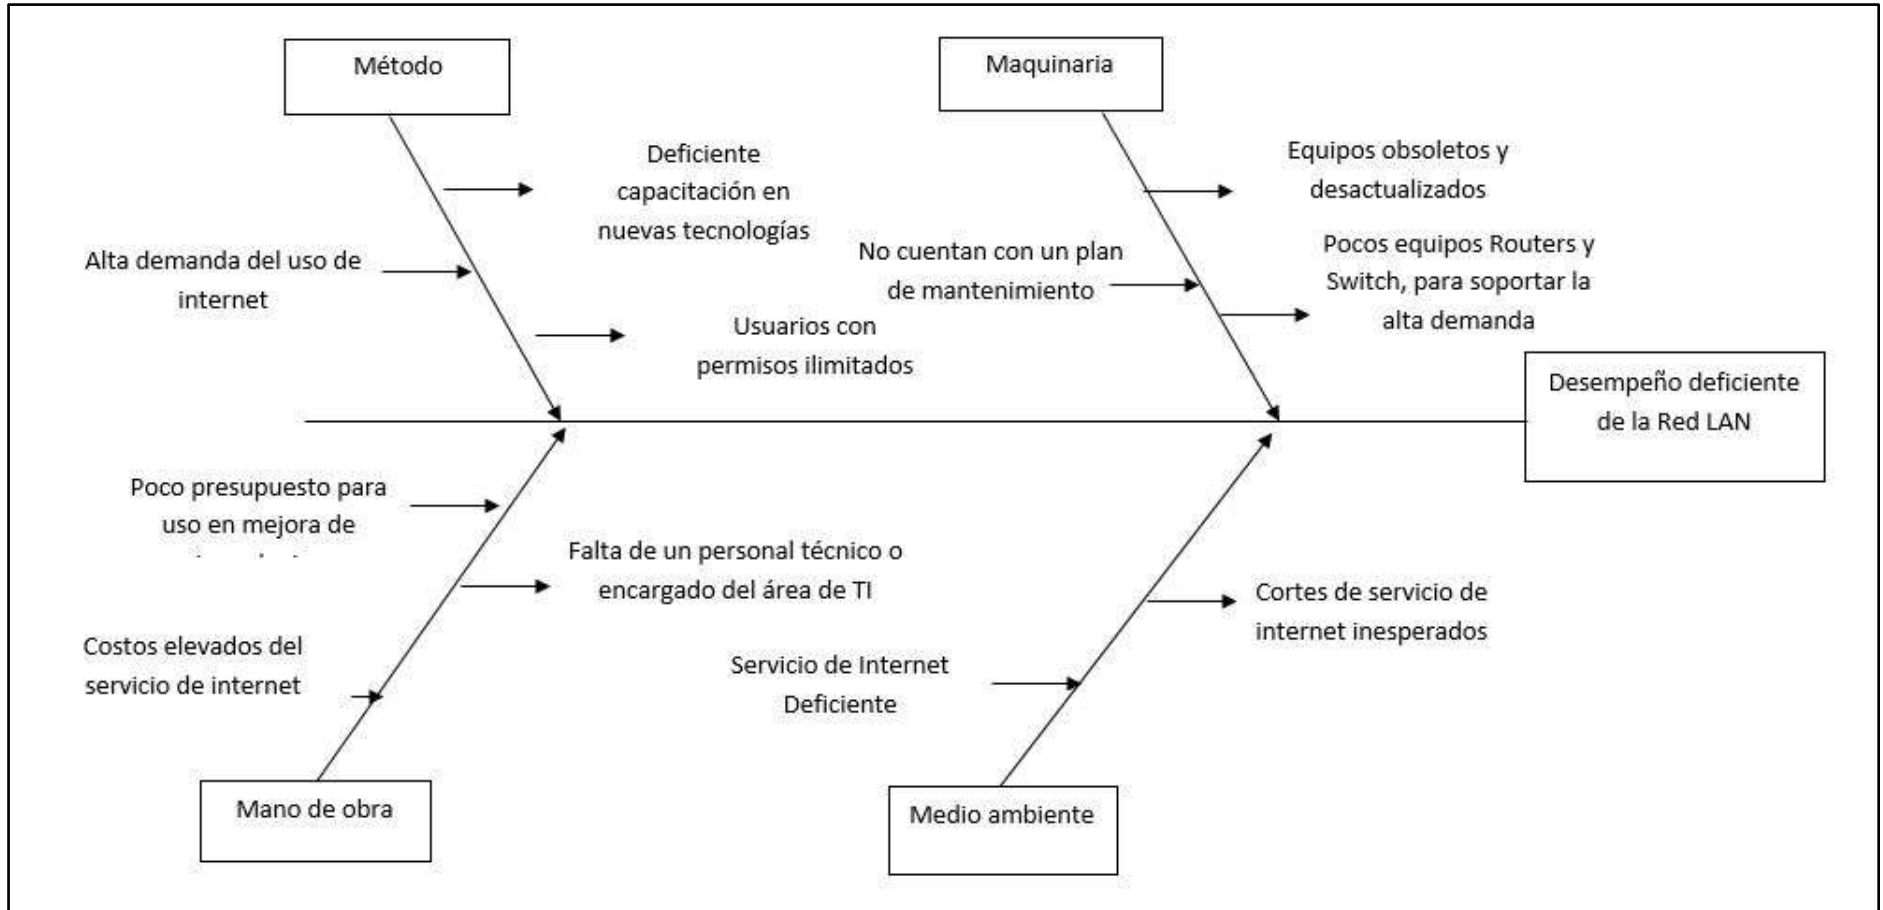 Método
Maquinaria
Deficiente
capacitación en
nuevas tecnologías
Equipos obsoletos y
desactualizados
Alta demanda del uso de
internet
No cuentan con un plan
de mantenimiento
Pocos equipos Routers y
Switch, para soportar la
alta demanda
Usuarios con
permisos ilimitados
Desempeño deficiente
de la Red LAN
Poco presupuesto para
uso en mejora de
Falta de un personal técnico o
encargado del área de TI
Cortes de servicio de
internet inesperados
Costos elevados del
servicio de internet
Servicio de Internet
Deficiente
Mano de obra
Medio ambiente